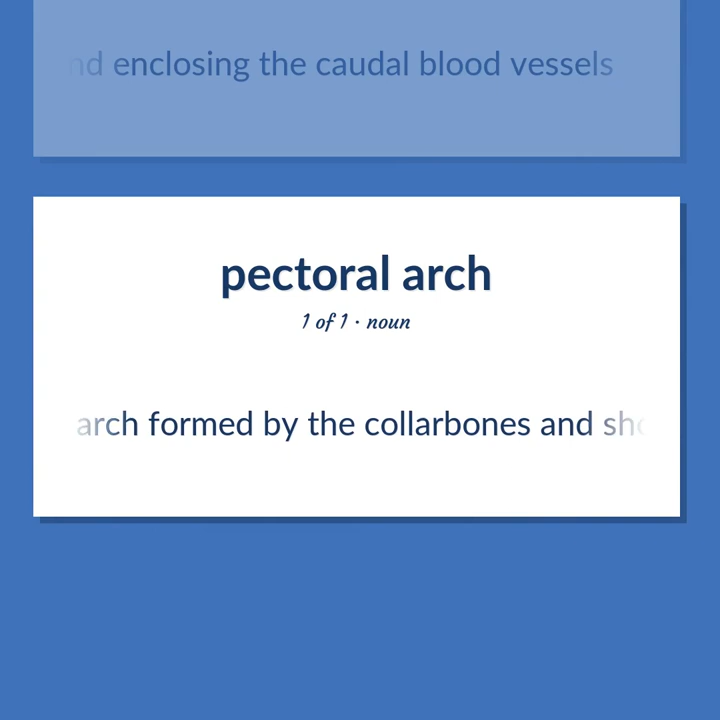 enclosing the caudal blood vessels
pectoral arch
1 of 1 · noun
arch formed by the collarbones and